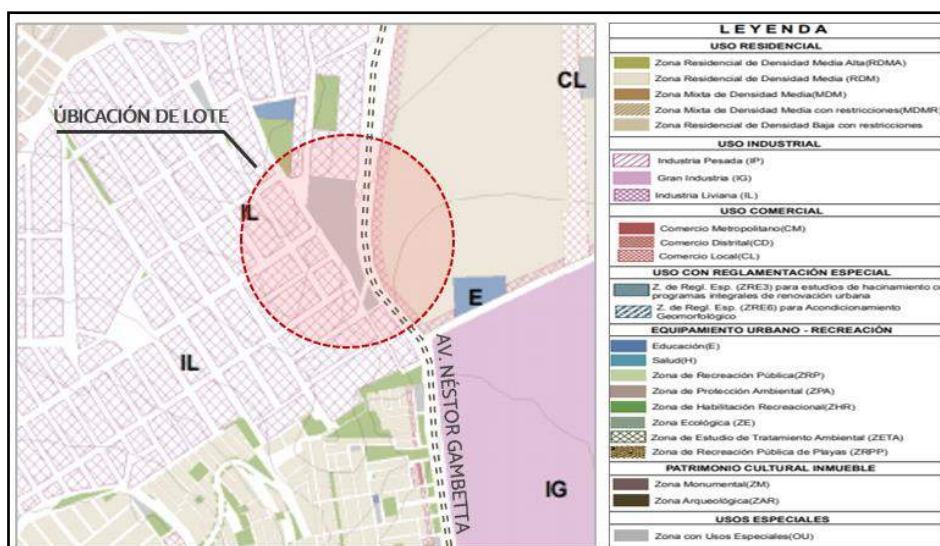 ÚBICACIÓN DE LOTE
CL
IL
E
IL
AV. NÉSTOR GAMBETTA
IG
LEYENDA
USO RESIDENCIAL
Zona Residencial de Densidad Media Alta(RDMA)
Zona Residencial de Densidad Media (RDM)
Zona Mixta de Densidad Media(MDM)
Zona Mixta de Densidad Media con restricciones(MDMR)
Zona Residencial de Densidad Baja con restricciones
USO INDUSTRIAL
Industria Pesada (IP)
Gran Industria (IG)
Industria Liviana (IL)
USO COMERCIAL
Comercio Metropolitano(CM)
Comercio Distrital(CD)
Comercio Local(CL)
USO CON REGLAMENTACIÓN ESPECIAL
Z. de Regl. Esp. (ZRE3) para estudios de hacinamiento co
programas integrales de renovación urbana
Z. de Regl. Esp. (ZRE6) para Acondicionamiento
Geomorfológico
EQUIPAMIENTO URBANO - RECREACIÓN
Educación(E)
Salud(H)
Zona de Recreación Pública(ZRP)
Zona de Protección Ambiental(ZPA)
Zona de Habilitación Recreacional(ZHR)
Zona Ecológica (ZE)
Zona de Estudio de Tratamiento Ambiental (ZETA)
Zona de Recreación Pública de Playas (ZRPP)
PATRIMONIO CULTURAL INMUEBLE
Zona Monumental(ZM)
Zona Arqueológica(ZAR)
USOS ESPECIALES
Zona con Usos Especiales(OU)